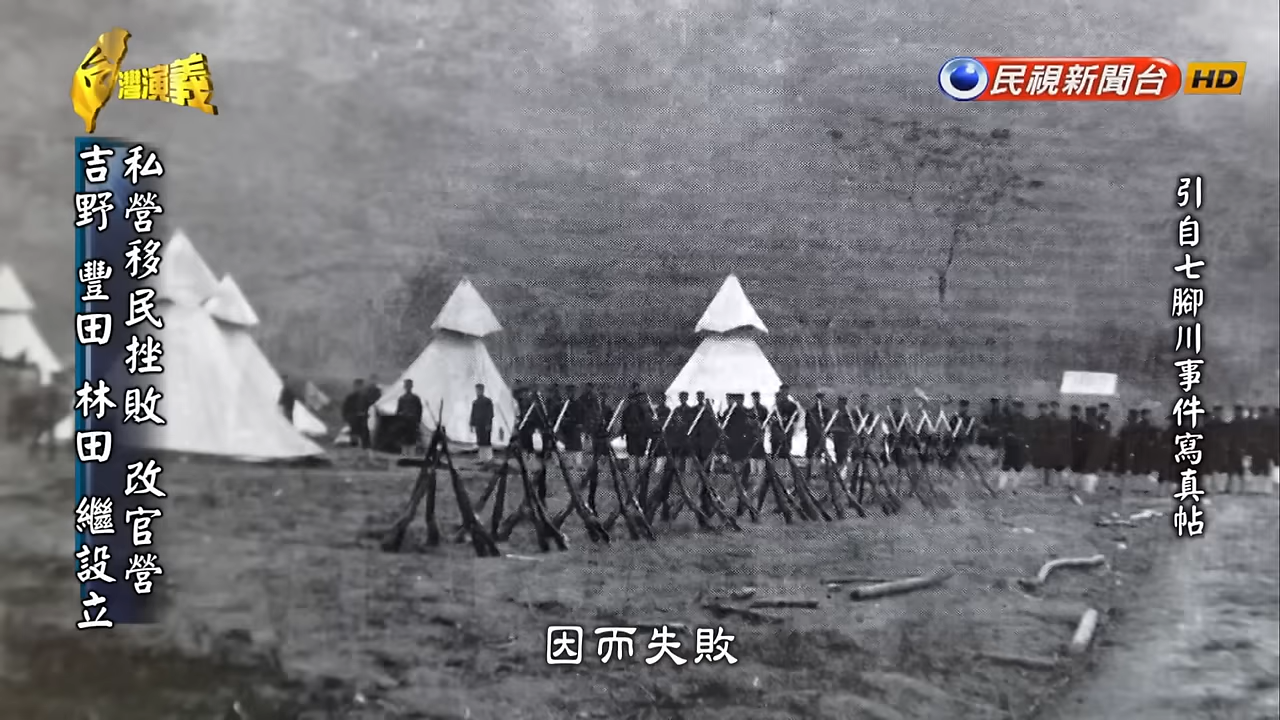 台灣演義
民視新聞台 HD
私營移民挫敗 改官營
吉野 豐田 林田 繼設立
引自七腳川事件寫真帖
因而失敗